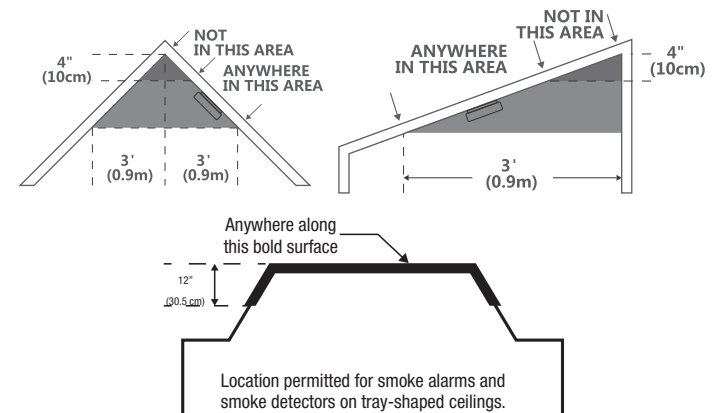 NOT
IN THIS AREA
ANYWHERE
IN THIS AREA
4"
(10cm)
3'
(0.9m)
3'
(0.9m)
NOT IN
THIS AREA
ANYWHERE
IN THIS AREA
4"
(10cm)
3'
(0.9m)
Anywhere along
this bold surface
12"
(30.5 cm)
Location permitted for smoke alarms and
smoke detectors on tray-shaped ceilings.